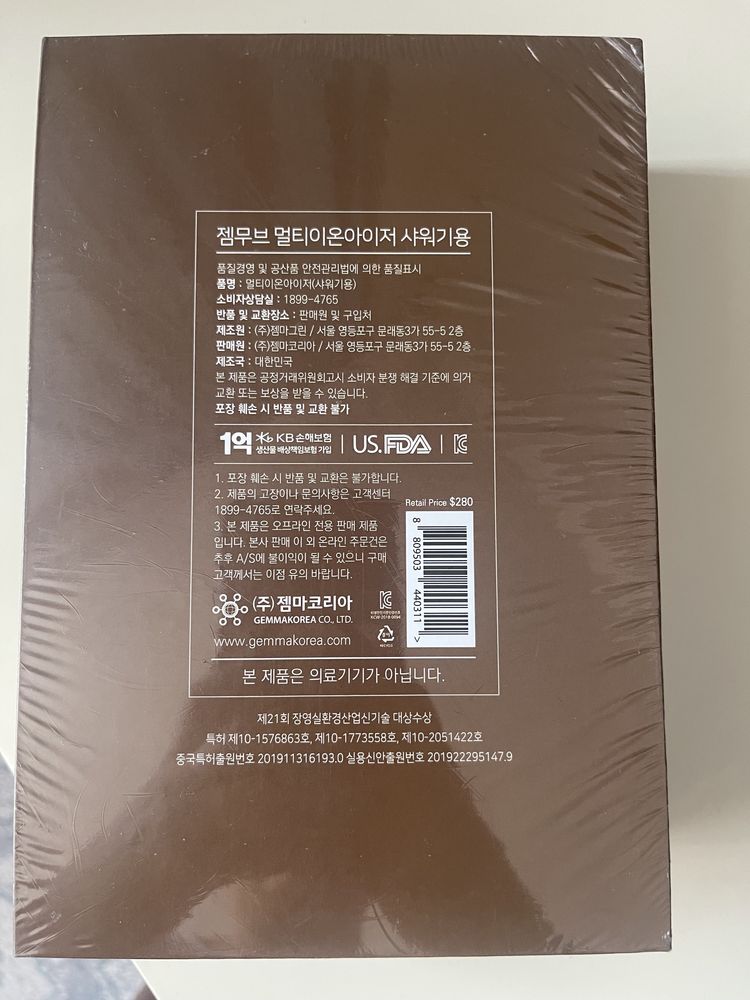 젬무브 멀티이온아이저 샤워기용
품질경영 및 공산품 안전관리법에 의한 품질표시
품명 : 멀티이온아이저(샤워기용)
소비자상담실 : 1899-4765
반품 및 교환장소 : 판매원 및 구입처
제조원 : (주)젬마그린 / 서울 영등포구 문래동3가 55-5 2층
판매원 : (주)젬마코리아 / 서울 영등포구 문래동3가 55-5 2층
제조국 : 대한민국
본 제품은 공정거래위원회고시 소비자 분쟁 해결 기준에 의거
교환 또는 보상을 받을 수 있습니다.
포장 훼손 시 반품 및 교환 불가
1억 KB손해보험
생산물 배상책임보험 가입
US.FDA
1. 포장 훼손 시 반품 및 교환은 불가합니다.
2. 제품의 고장이나 문의사항은 고객센터
1899-4765로 연락주세요.
3. 본 제품은 오프라인 전용 판매 제품
입니다. 본사 판매 이 외 온라인 주문건은
추후 A/S에 불이익이 될 수 있으니 구매
고객께서는 이점 유의 바랍니다.
Retail Price $280
8 809503 440311 >
(주)젬마코리아
GEMMAKOREA CO., LTD.
www.gemmakorea.com
본 제품은 의료기기가 아닙니다.
제21회 장영실환경산업신기술 대상수상
특허 제10-1576863호, 제10-1773558호, 제10-2051422호
중국특허출원번호 201911316193.0 실용신안출원번호 201922295147.9